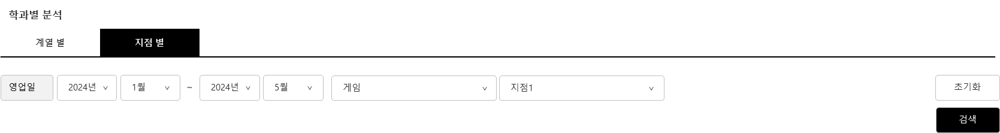 학과별 분석
계열 별 지점 별
영업일 2024년 1월 ~ 2024년 5월 게임 지점1 초기화
검색